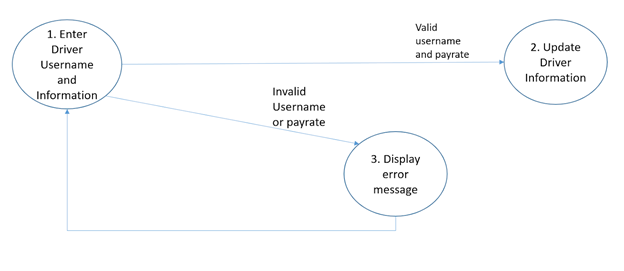 1. Enter
Driver
Username
and
Information
Valid
username
and payrate
2. Update
Driver
Information
Invalid
Username
or payrate
3. Display
error
message